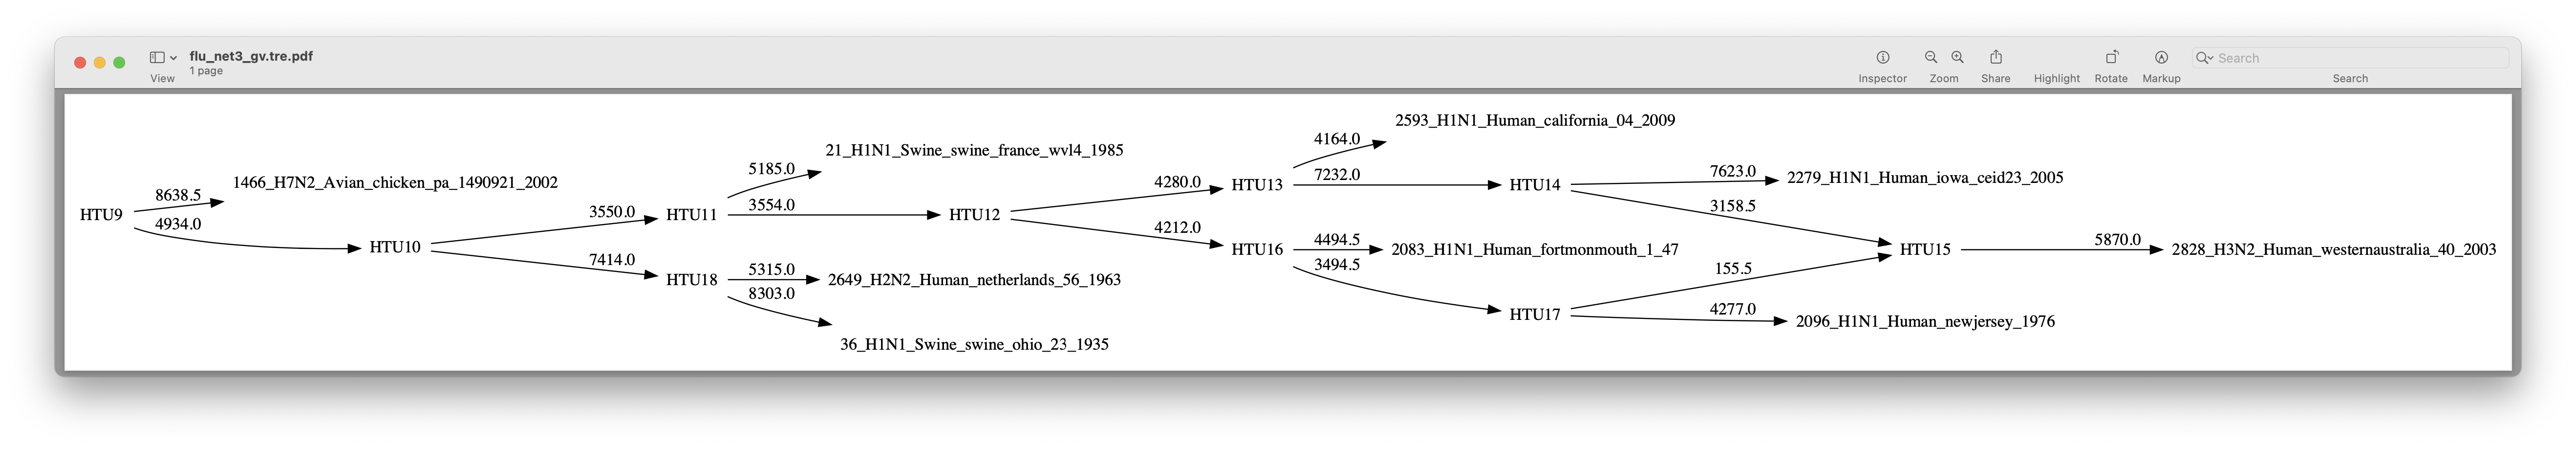 flu_net3_gv.tre.pdf
1 page
View
Inspector
Zoom
Share
Highlight
Rotate
Markup
Search
Search
2593_H1N1_Human_california_04_2009
4164.0
21_H1N1_Swine_swine_france_wvl4_1985
5185.0
7623.0
7232.0
2279_H1N1_Human_iowa_ceid23_2005
1466_H7N2_Avian_chicken_pa_1490921_2002
4280.0
HTU13
HTU14
8638.5
3550.0
3554.0
3158.5
HTU9
HTU11
HTU12
4934.0
4212.0
4494.5
5870.0
HTU10
HTU16
2083_H1N1_Human_fortmonmouth_1_47
HTU15
2828_H3N2_Human_westernaustralia_40_2003
7414.0
5315.0
3494.5
155.5
HTU18
2649_H2N2_Human_netherlands_56_1963
8303.0
4277.0
HTU17
2096_H1N1_Human_newjersey_1976
36_H1N1_Swine_swine_ohio_23_1935